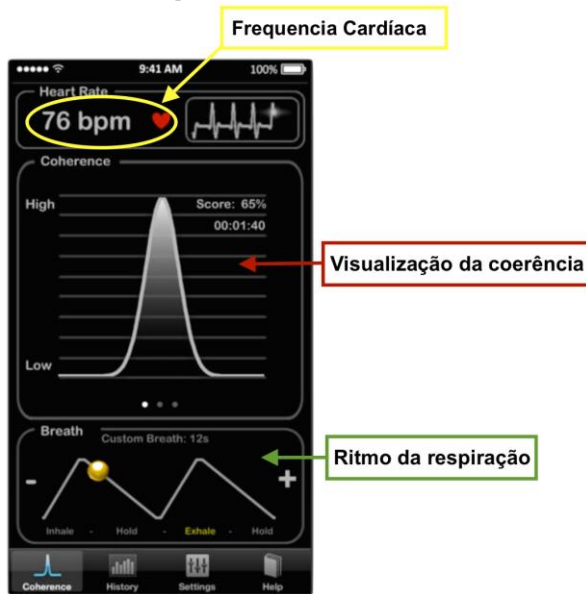 Frequencia Cardíaca
9:41 AM 100%
Heart Rate
76 bpm
Coherence
High
Score: 65%
00:01:40
Visualização da coerência
Low
Breath
Custom Breath: 12s
Ritmo da respiração
- +
Inhale - Hold - Exhale - Hold
Coherence History Settings Help